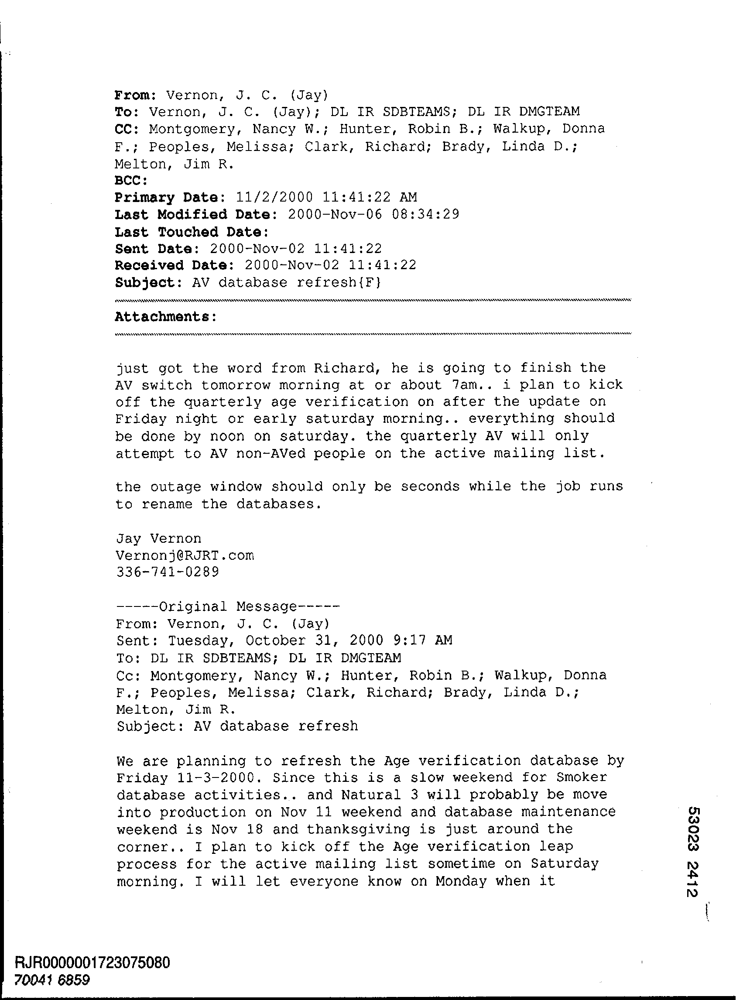 From: Vernon, J. C. (Jay)
To: Vernon, J. C. (Jay); DL IR SDBTEAMS; DL IR DMGTEAM
CC: Montgomery, Nancy W.; Hunter, Robin B.; Walkup, Donna
F.; Peoples, Melissa; Clark, Richard; Brady, Linda D.;
Melton, Jim R.
BCC:
Primary Date: 11/2/2000 11:41:22 AM
Last Modified Date: 2000-Nov-06 08:34:29
Last Touched Date:
Sent Date: 2000-Nov-02 11:41:22
Received Date: 2000-Nov-02 11:41:22
Subject: AV database refresh{F}
Attachments:
just got the word from Richard, he is going to finish the
AV switch tomorrow morning at or about 7am.. i plan to kick
off the quarterly age verification on after the update on
Friday night or early saturday morning.. everything should
be done by noon on saturday. the quarterly AV will only
attempt to AV non-AVed people on the active mailing list.
the outage window should only be seconds while the job runs
to rename the databases.
Jay Vernon
Vernonj@RJRT.com
336-741-0289
-----Original Message-----
From: Vernon, J. C. (Jay)
Sent: Tuesday, October 31, 2000 9:17 AM
To: DL IR SDBTEAMS; DL IR DMGTEAM
Cc: Montgomery, Nancy W.; Hunter, Robin B.; Walkup, Donna
F.; Peoples, Melissa; Clark, Richard; Brady, Linda D.;
Melton, Jim R.
Subject: AV database refresh
We are planning to refresh the Age verification database by
Friday 11-3-2000. Since this is a slow weekend for Smoker
database activities.. and Natural 3 will probably be move
into production on Nov 11 weekend and database maintenance
weekend is Nov 18 and thanksgiving is just around the
corner.. I plan to kick off the Age verification leap
process for the active mailing list sometime on Saturday
morning. I will let everyone know on Monday when it
53023 2412
RJR0000001723075080
70041 6859